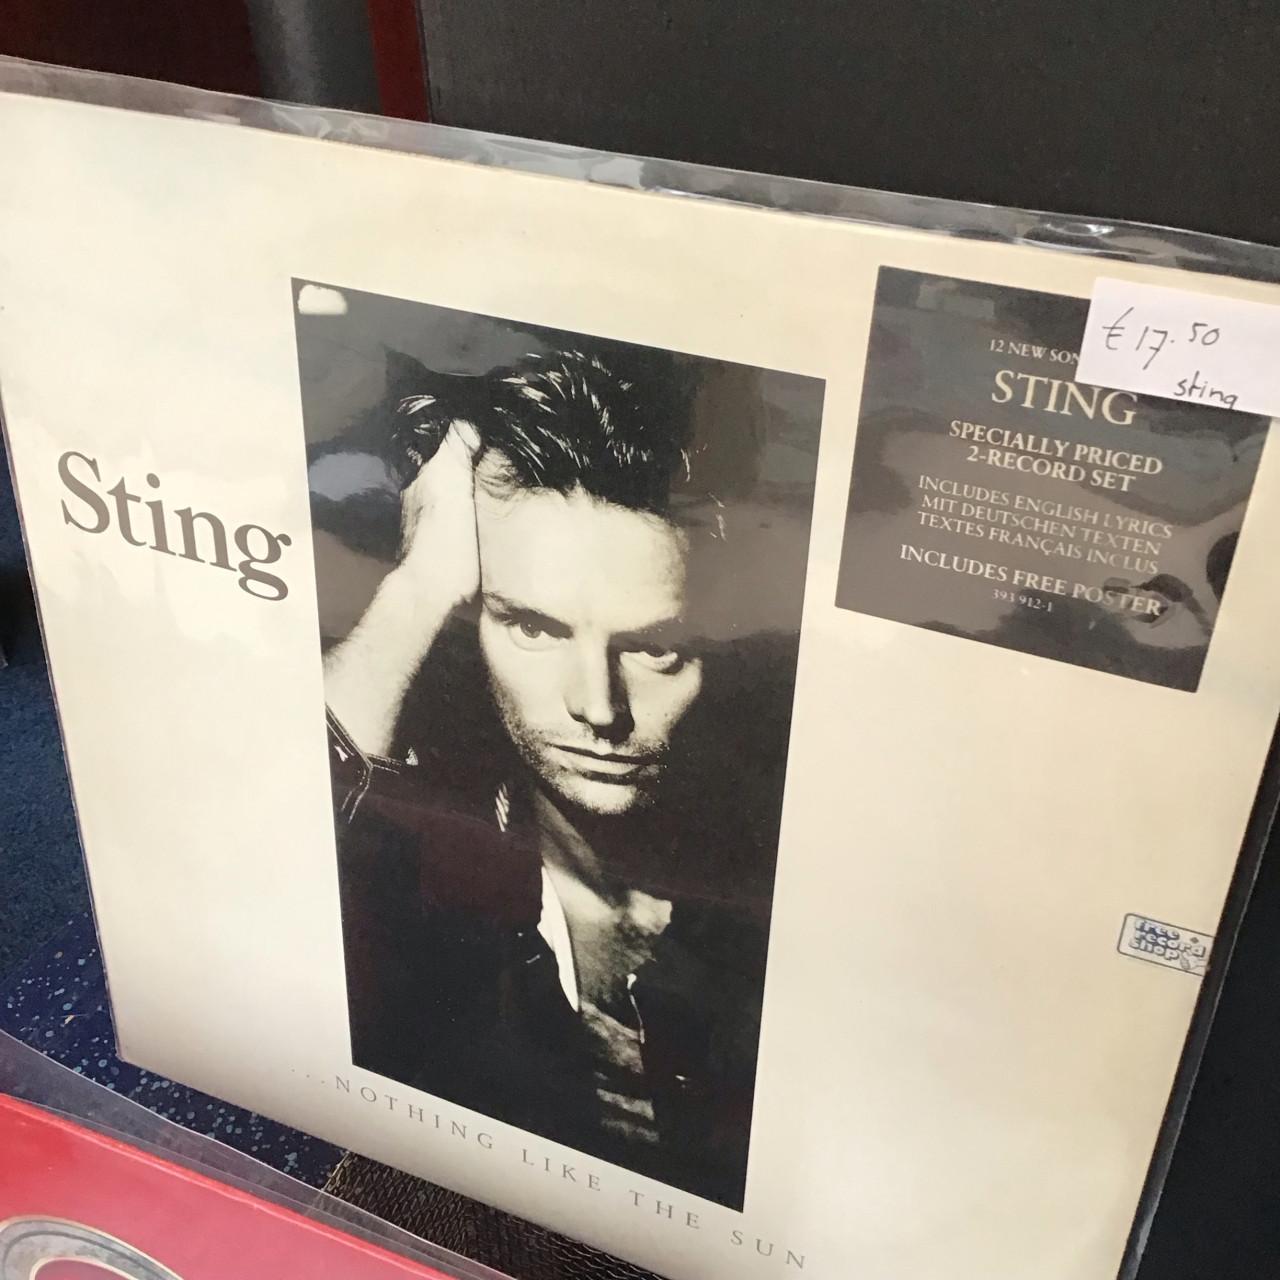 Sting
12 NEW
STING
SPECIALLY PRICED
2-RECORD SET
INCLUDES ENGLISH LYRICS
MIT DEUTSCHEN TEXTEN
TEXTES FRANÇAIS INCLUS
INCLUDES FREE POSTER
393 912-1
€ 17.50
sting
free
record
shop
...NOTHING LIKE THE SUN